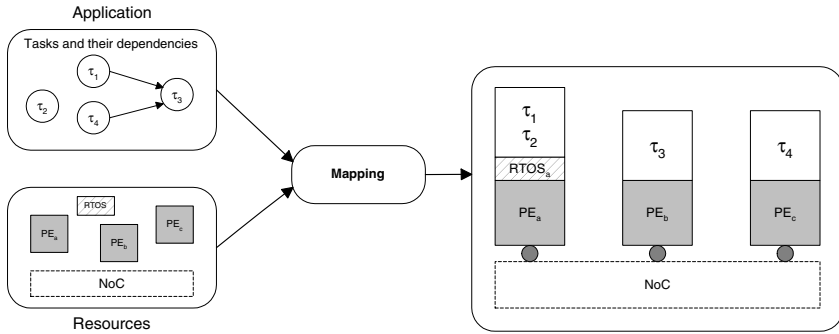 Application
Tasks and their dependencies
τ1
τ2
τ3
τ4
RTOS
PEa
PEb
PEc
NoC
Resources
Mapping
τ1
τ2
RTOSa
PEa
τ3
PEb
τ4
PEc
NoC